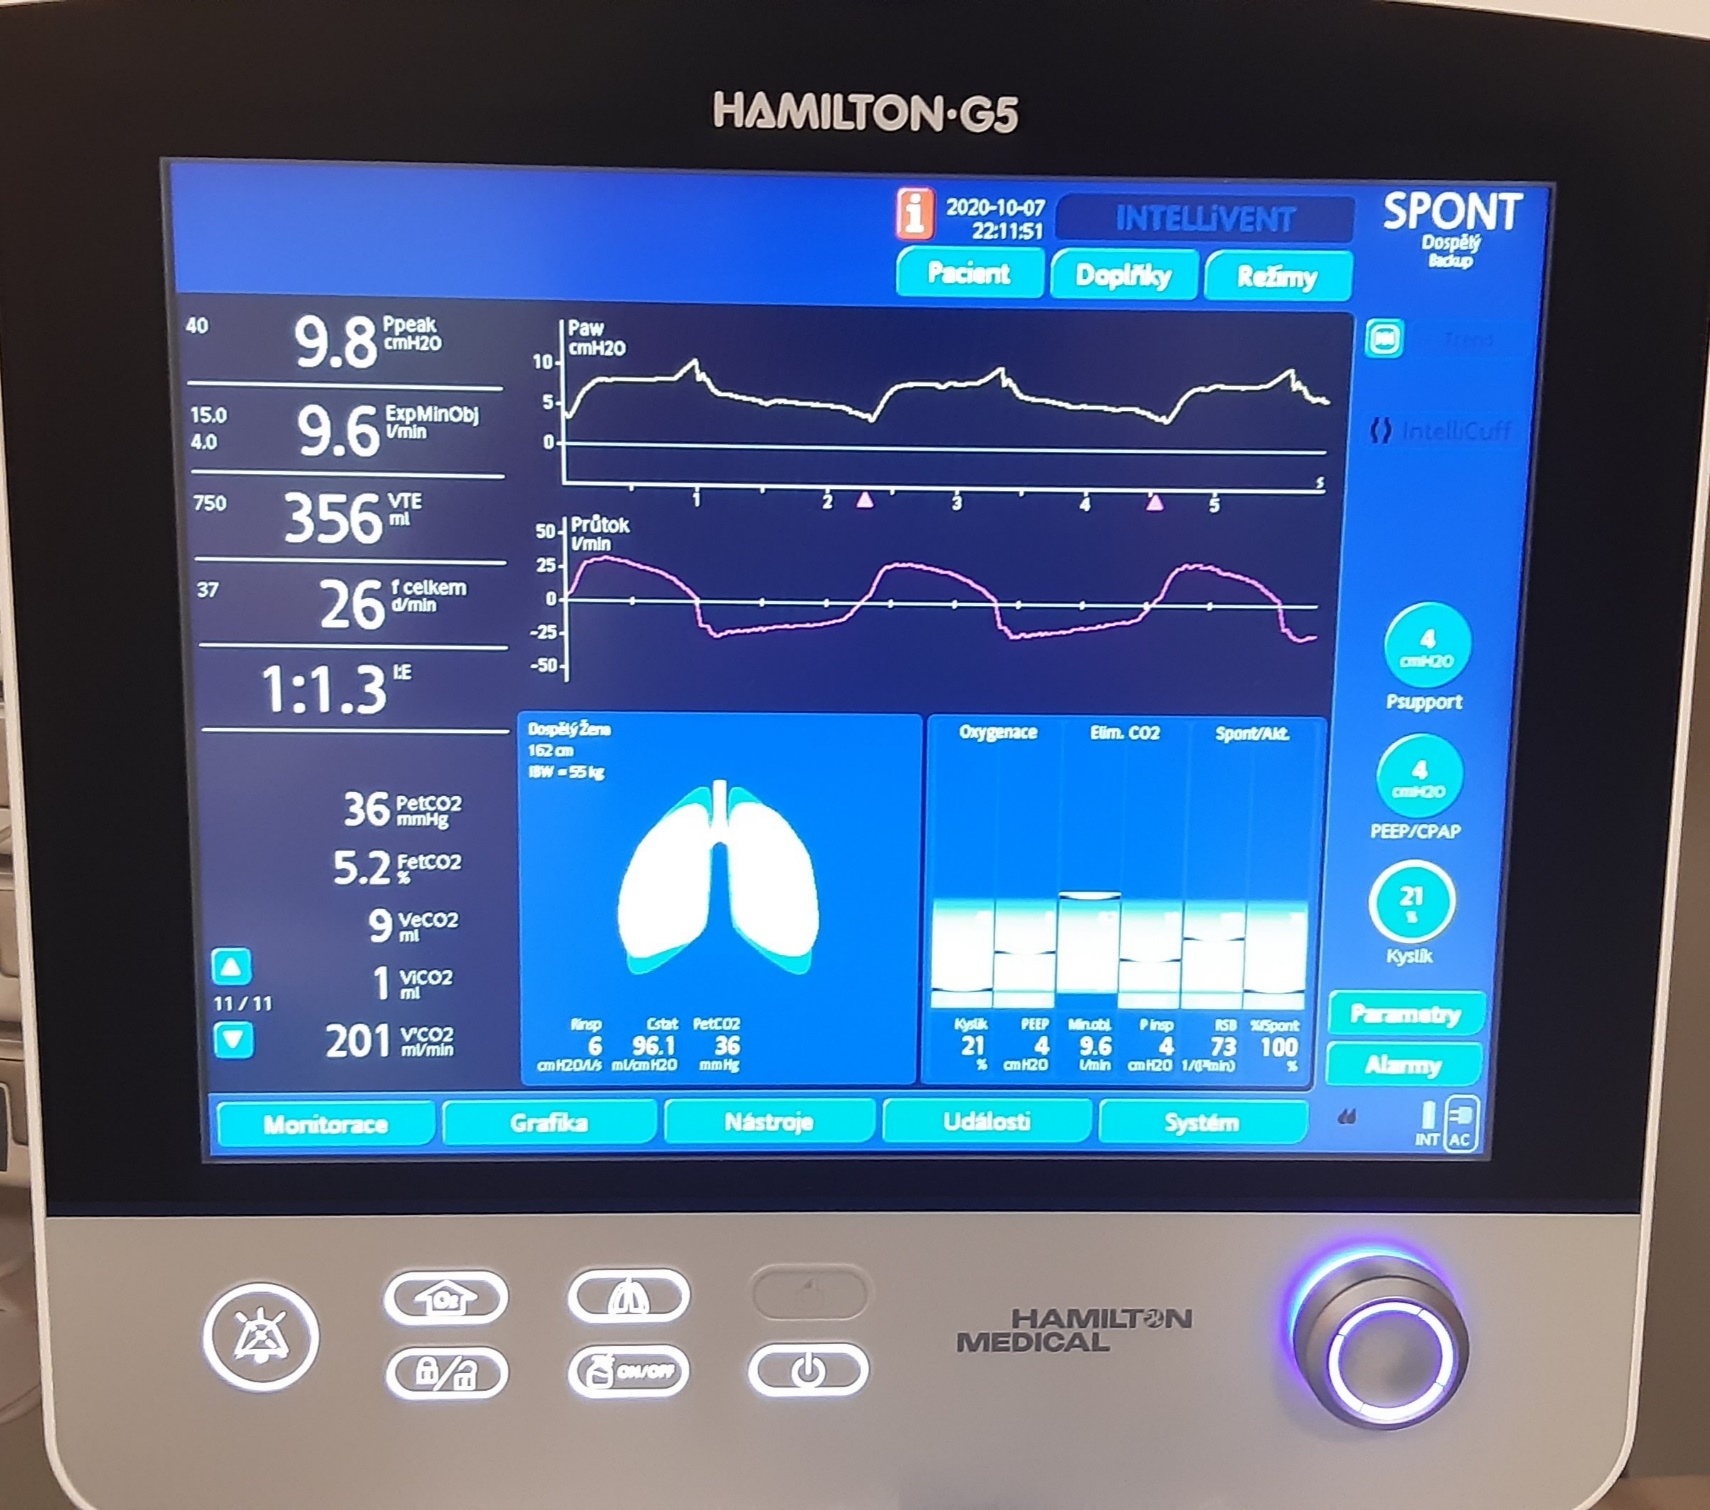 HAMILTON·G5
2020-10-07
22:11:51
INTELLiVENT
SPONT
Dospělý
Backup
Pacient
Doplňky
Režimy
40
9.8
Ppeak
cmH2O
15.0
4.0
9.6
ExpMinObj
l/min
750
356
VTE
ml
37
26
f celkem
d/min
1:1.3
I:E
36
PetCO2
mmHg
5.2
FetCO2
%
9
VeCO2
ml
1
ViCO2
ml
201
V'CO2
ml/min
11 / 11
Paw
cmH2O
10
5
0
1
2
3
4
5
s
Průtok
l/min
50
25
0
-25
-50
Dospělý Žena
162 cm
IBW = 55 kg
Rinsp
6
cmH2O/l/s
Cstat
96.1
ml/cmH2O
PetCO2
36
mmHg
Oxygenace
Elim. CO2
Spont/Akt.
Kyslík
21
%
PEEP
4
cmH2O
Min.obj.
9.6
l/min
P insp
4
cmH2O
RSB
73
1/(l*min)
%fSpont
100
%
Trend
IntelliCuff
4
cmH2O
Psupport
4
cmH2O
PEEP/CPAP
21
%
Kyslík
Parametry
Alarmy
Monitorace
Grafika
Nástroje
Události
Systém
INT
AC
O2
ON/OFF
HAMILTON
MEDICAL